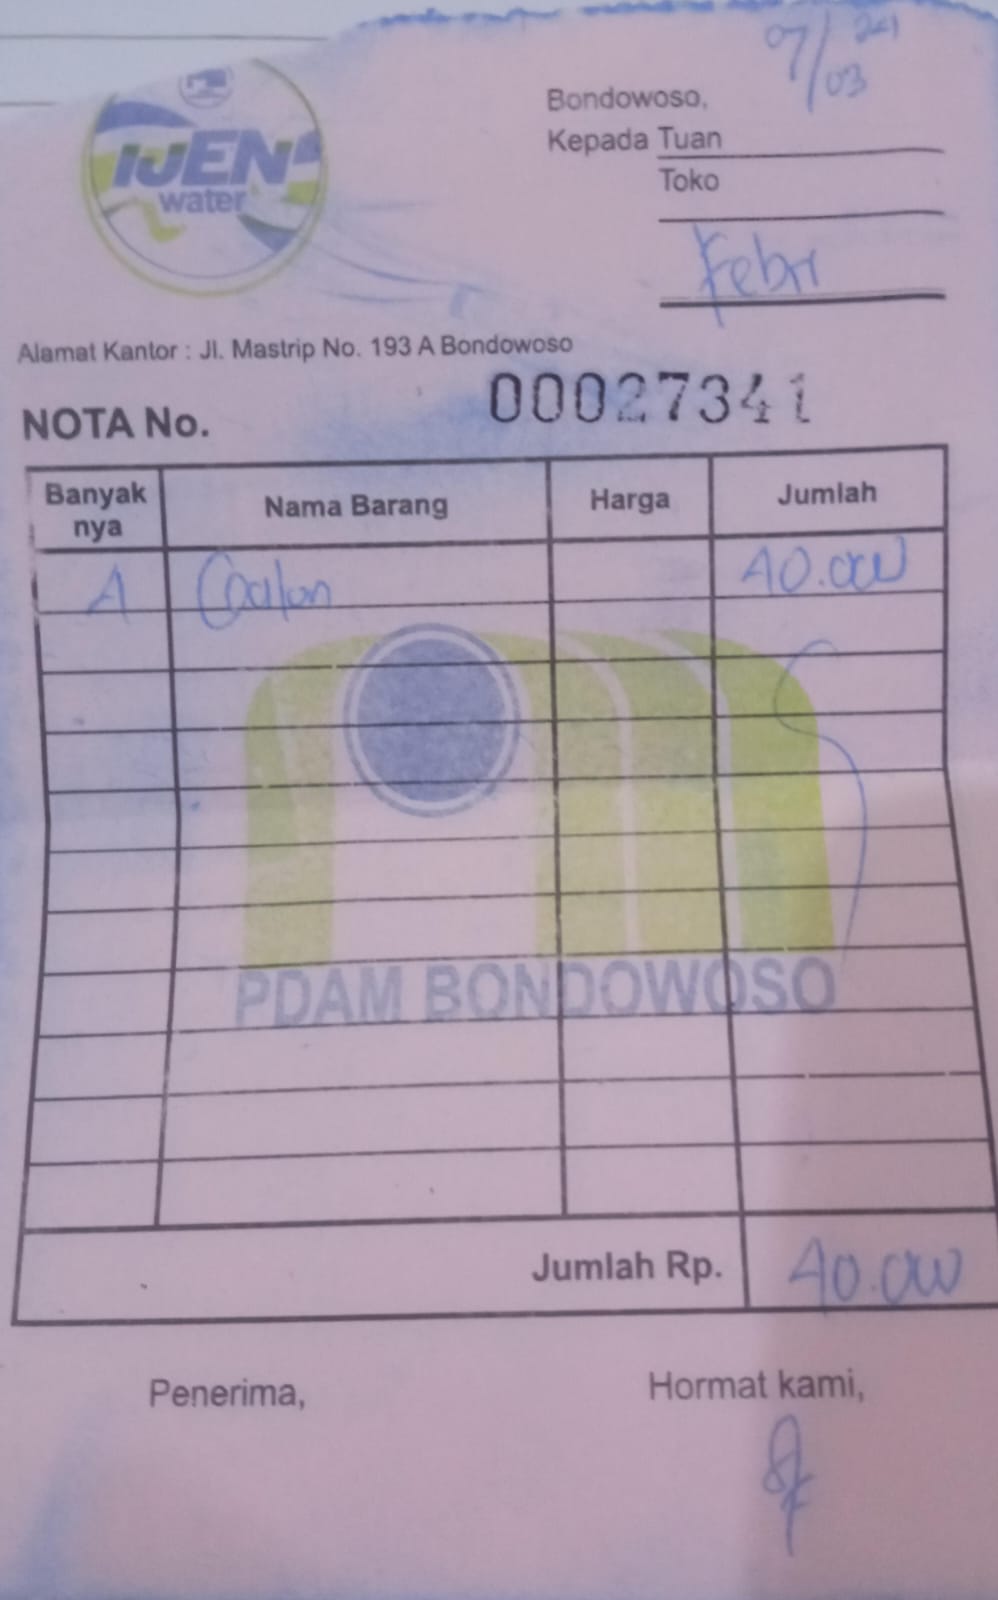 IJEN
water
07/03 24
Bondowoso,
Kepada Tuan
Toko
Febri
Alamat Kantor : Jl. Mastrip No. 193 A Bondowoso
NOTA No. 00027341
Banyak nya Nama Barang Harga Jumlah
4 Galon 40.000
PDAM BONDOWOSO
Jumlah Rp. 40.000
Penerima, Hormat kami,